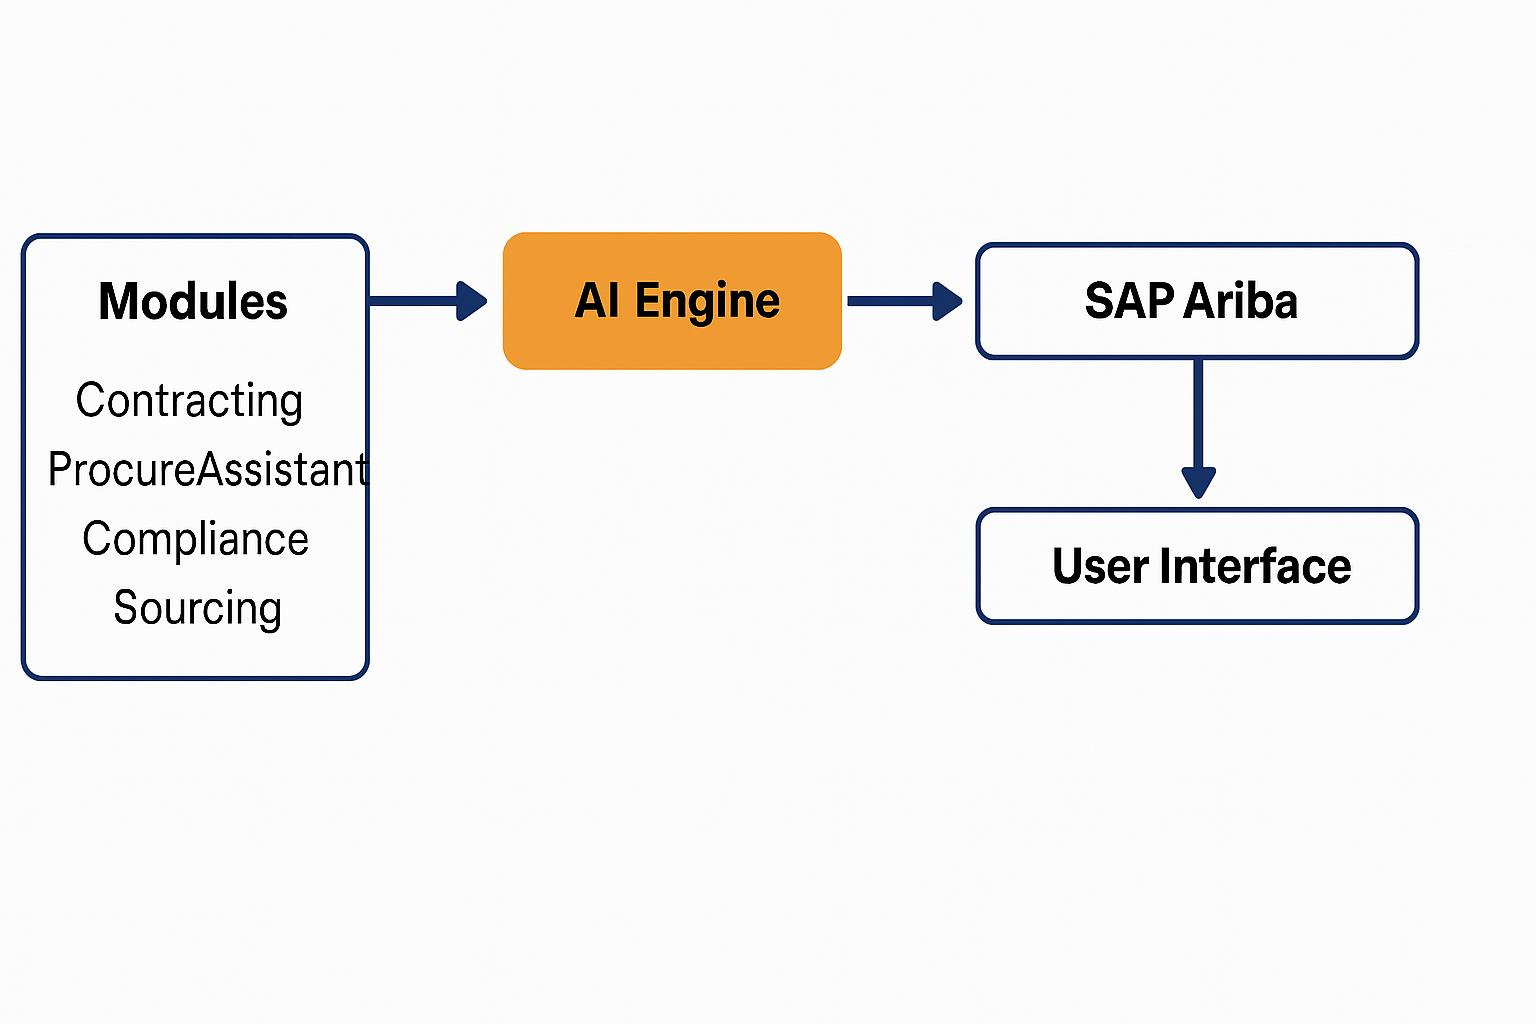 Modules
Contracting
ProcureAssistant
Compliance
Sourcing
AI Engine
SAP Ariba
User Interface